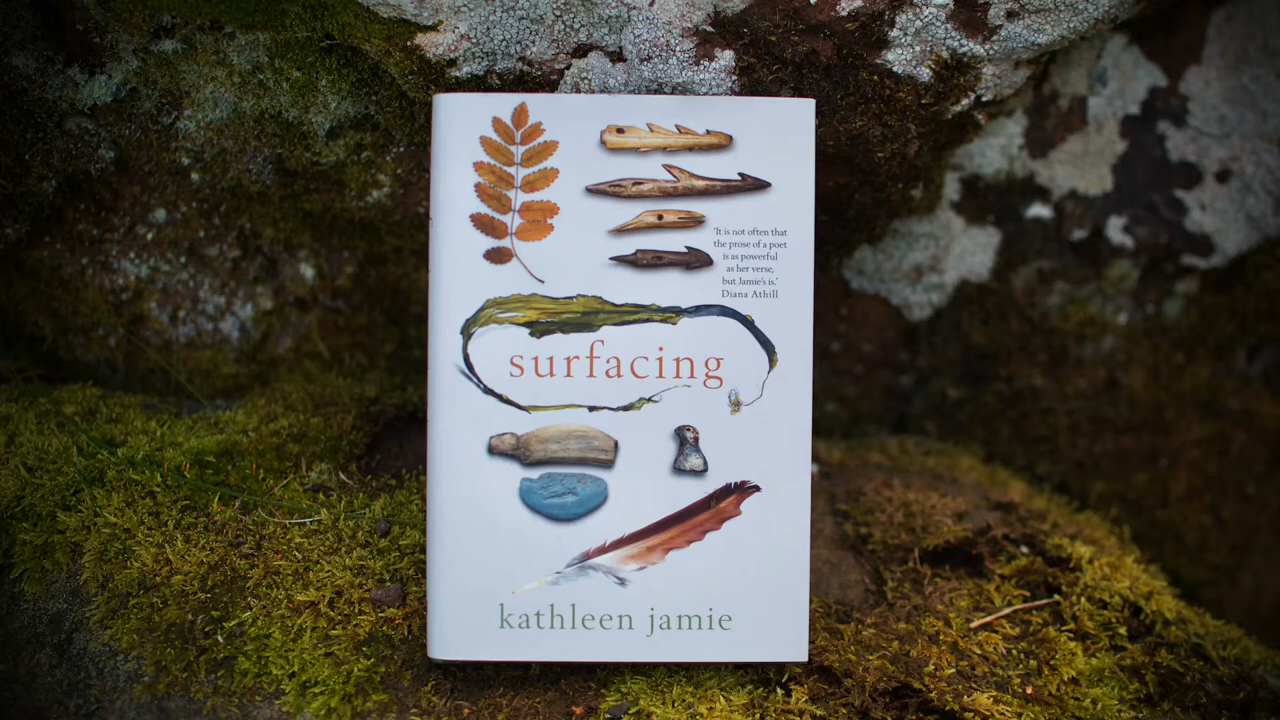 'It is not often that
the prose of a poet
is as powerful
as her verse,
but Jamie's is.'
Diana Athill
surfacing
kathleen jamie